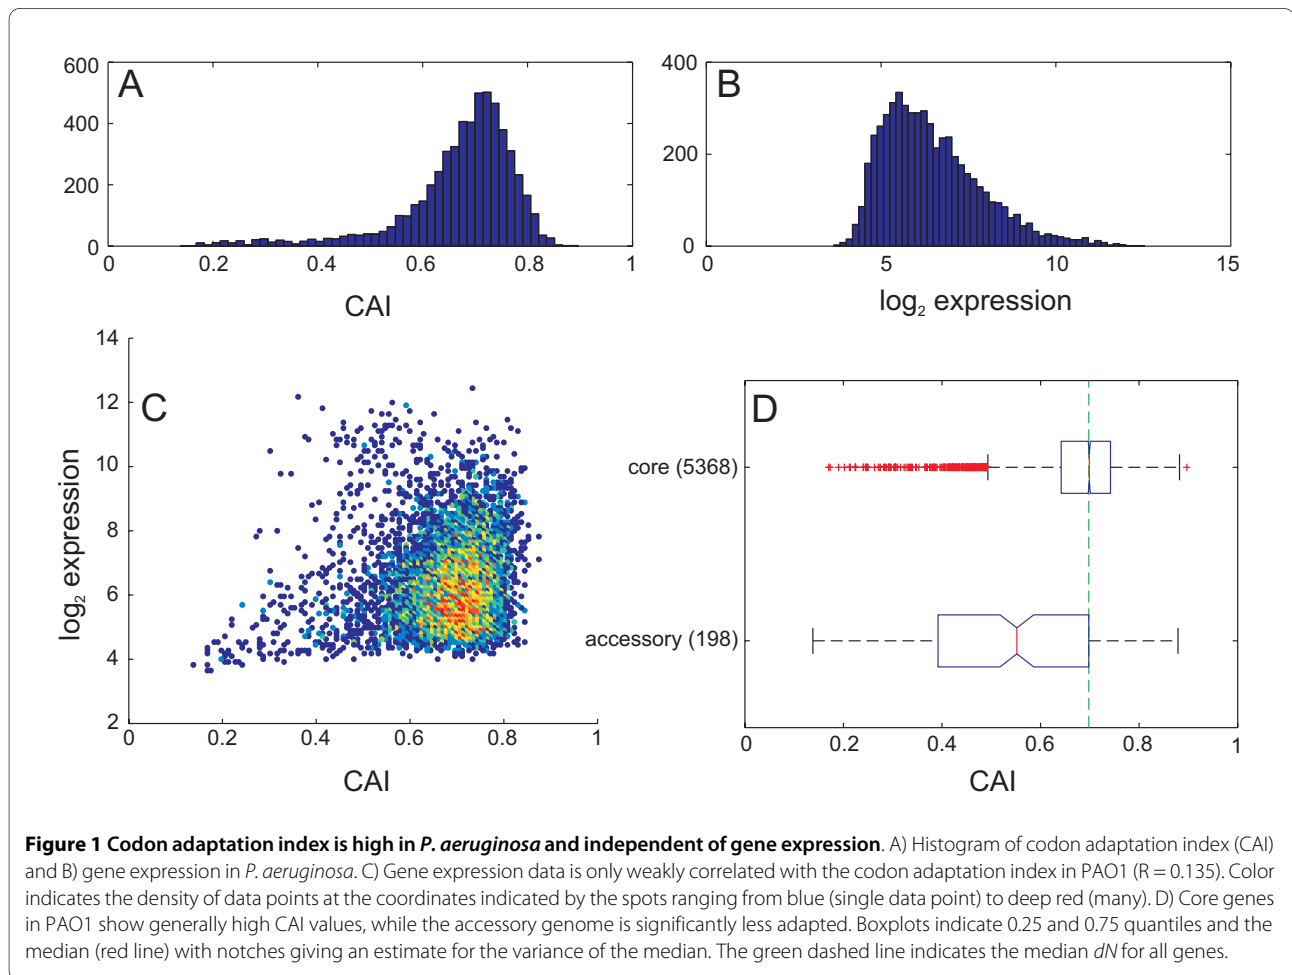 A
600
400
200
0
0
0.2
0.4
0.6
0.8
1
CAI
B
400
200
0
0
5
10
15
log2 expression
C
14
12
10
8
6
4
2
0
0.2
0.4
0.6
0.8
1
log2 expression
CAI
D
core (5368)
accessory (198)
0
0.2
0.4
0.6
0.8
1
CAI
Figure 1 Codon adaptation index is high in P. aeruginosa and independent of gene expression. A) Histogram of codon adaptation index (CAI)
and B) gene expression in P. aeruginosa. C) Gene expression data is only weakly correlated with the codon adaptation index in PAO1 (R = 0.135). Color
indicates the density of data points at the coordinates indicated by the spots ranging from blue (single data point) to deep red (many). D) Core genes
in PAO1 show generally high CAI values, while the accessory genome is significantly less adapted. Boxplots indicate 0.25 and 0.75 quantiles and the
median (red line) with notches giving an estimate for the variance of the median. The green dashed line indicates the median dN for all genes.